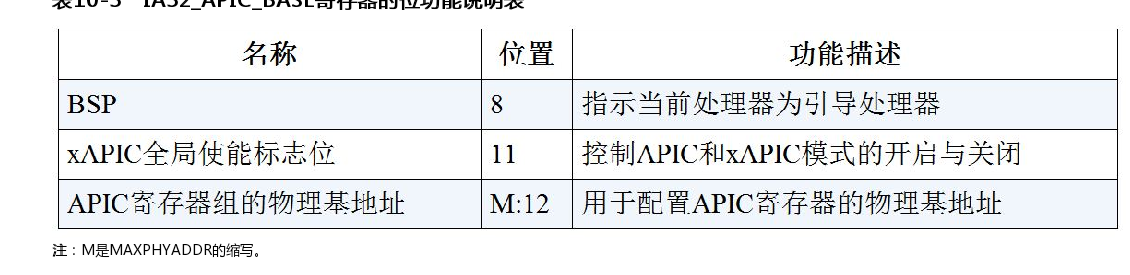 表10-3 IA32_APIC_BASE寄存器的位功能说明表
名称 位置 功能描述
BSP 8 指示当前处理器为引导处理器
xAPIC全局使能标志位 11 控制APIC和xAPIC模式的开启与关闭
APIC寄存器组的物理基地址 M:12 用于配置APIC寄存器的物理基地址
注：M是MAXPHYADDR的缩写。